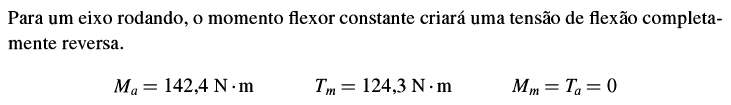 Para um eixo rodando, o momento flexor constante criará uma tensão de flexão completa-
mente reversa.
Mₐ = 142,4 N · m Tₘ = 124,3 N · m Mₘ = Tₐ = 0